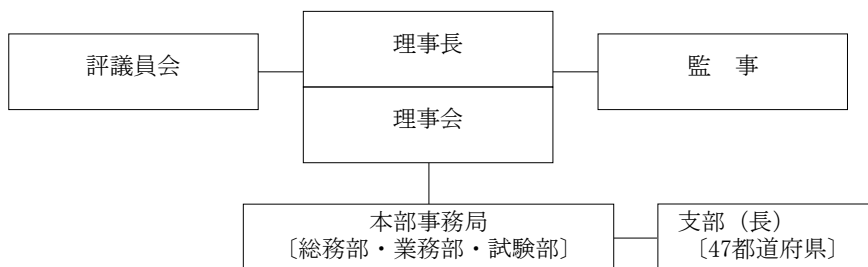 理事長
評議員会
監　事
理事会
本部事務局
〔総務部・業務部・試験部〕
支部（長）
〔47都道府県〕